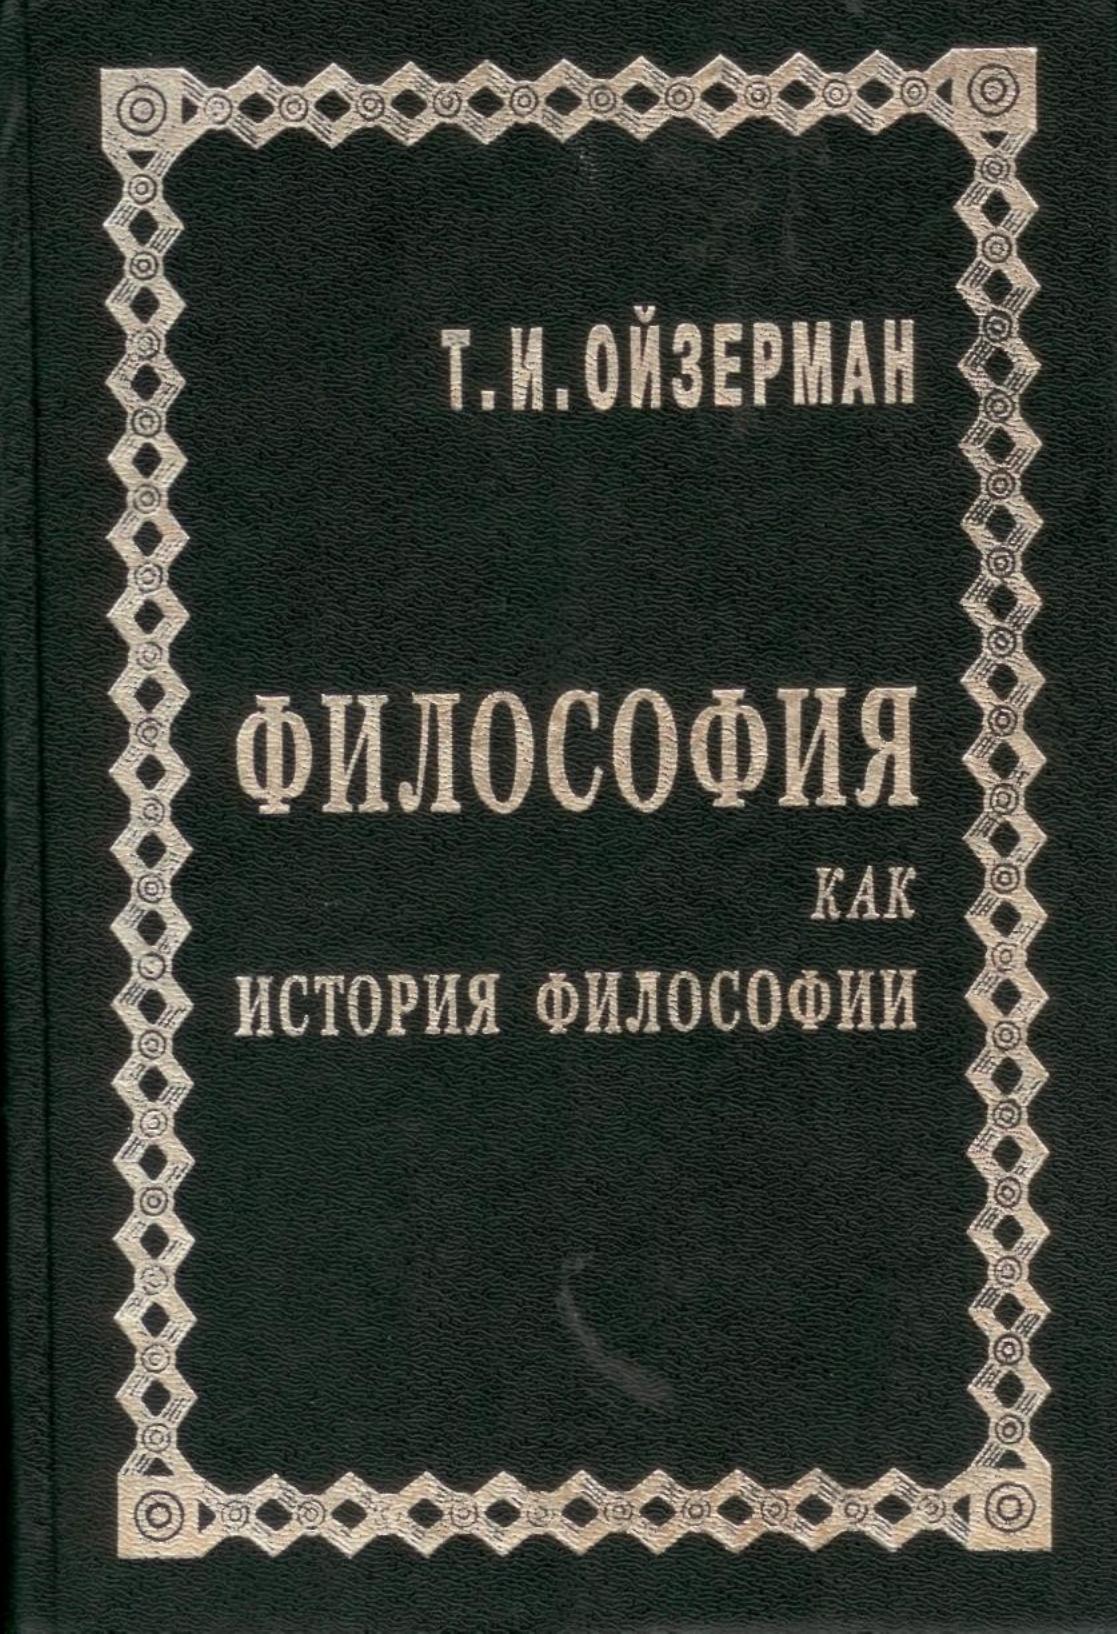 Т.И.ОЙЗЕРМАН
ФИЛОСОФИЯ
КАК
ИСТОРИЯ ФИЛОСОФИИ